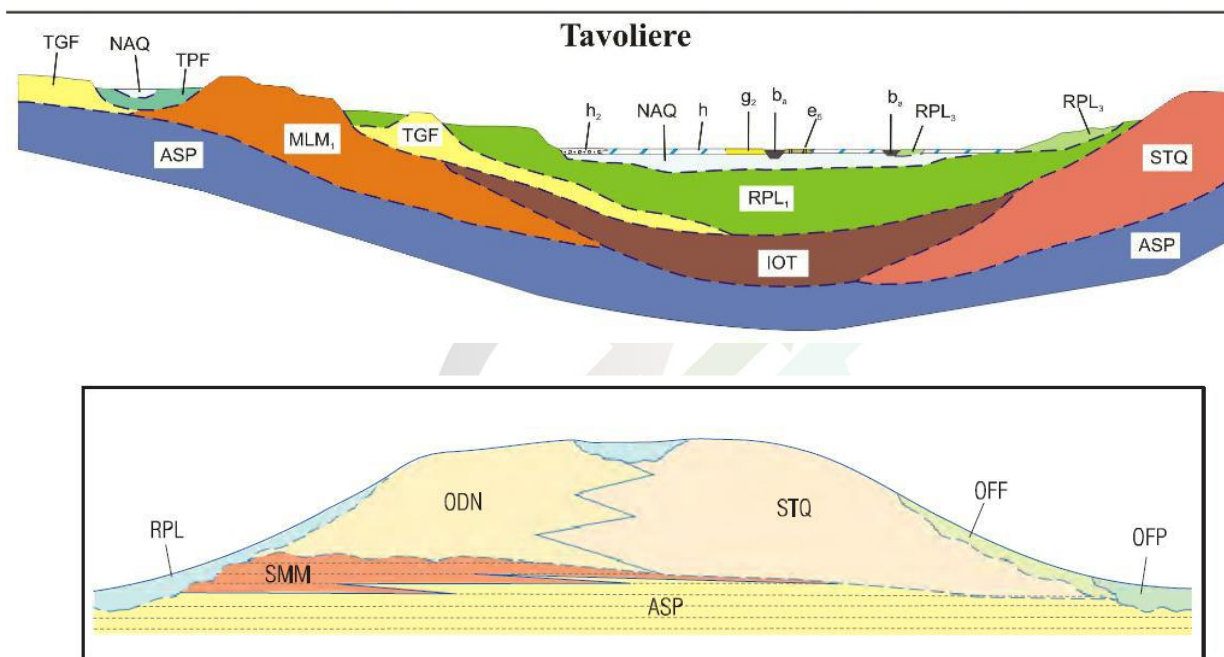 Tavoliere
TGF
NAQ
TPF
h₂
NAQ
h
g₂
bₐ
e₅
bₐ
RPL₃
RPL₃
ASP
MLM₁
TGF
RPL₁
STQ
IOT
ASP
ODN
STQ
OFF
RPL
OFP
SMM
ASP